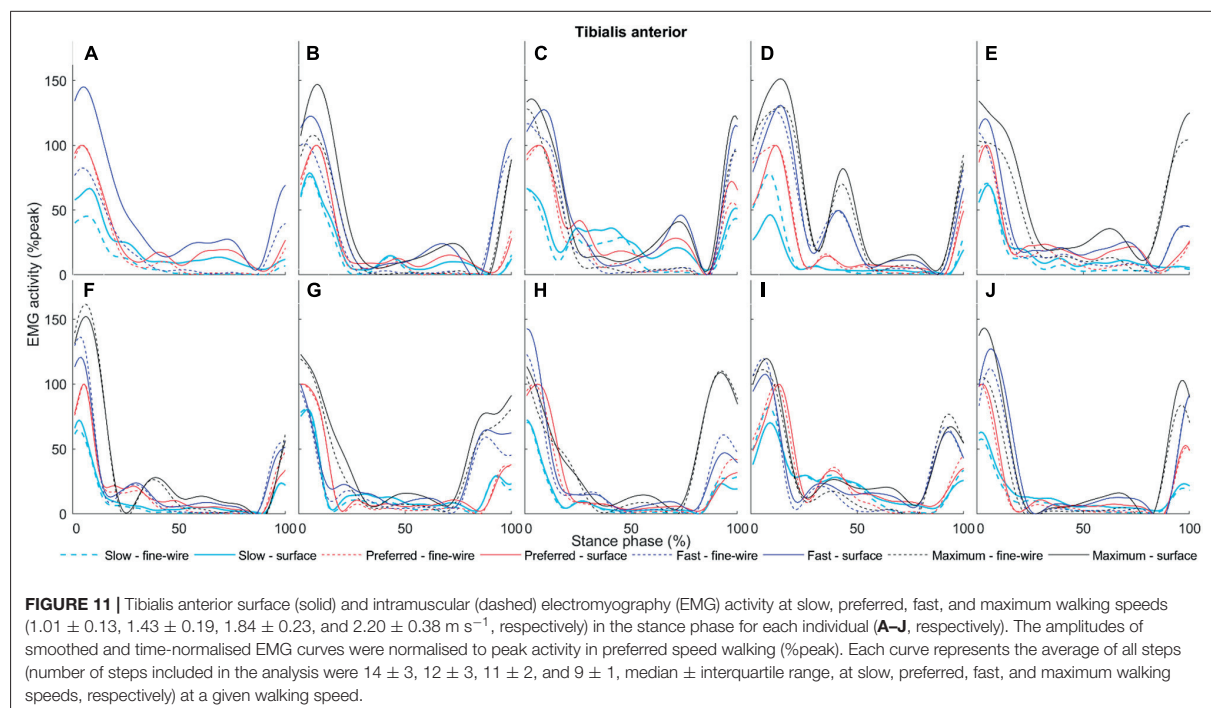 Tibialis anterior
A B C D E
150
100
50
0
EMG activity (%peak)
F G H I J
150
100
50
0
0 50 100 0 50 100 0 50 100 0 50 100 0 50 100
Stance phase (%)
Slow - fine-wire Slow - surface Preferred - fine-wire Preferred - surface Fast - fine-wire Fast - surface Maximum - fine-wire Maximum - surface
FIGURE 11 | Tibialis anterior surface (solid) and intramuscular (dashed) electromyography (EMG) activity at slow, preferred, fast, and maximum walking speeds
(1.01 ± 0.13, 1.43 ± 0.19, 1.84 ± 0.23, and 2.20 ± 0.38 m s⁻¹, respectively) in the stance phase for each individual (A–J, respectively). The amplitudes of
smoothed and time-normalised EMG curves were normalised to peak activity in preferred speed walking (%peak). Each curve represents the average of all steps
(number of steps included in the analysis were 14 ± 3, 12 ± 3, 11 ± 2, and 9 ± 1, median ± interquartile range, at slow, preferred, fast, and maximum walking
speeds, respectively) at a given walking speed.